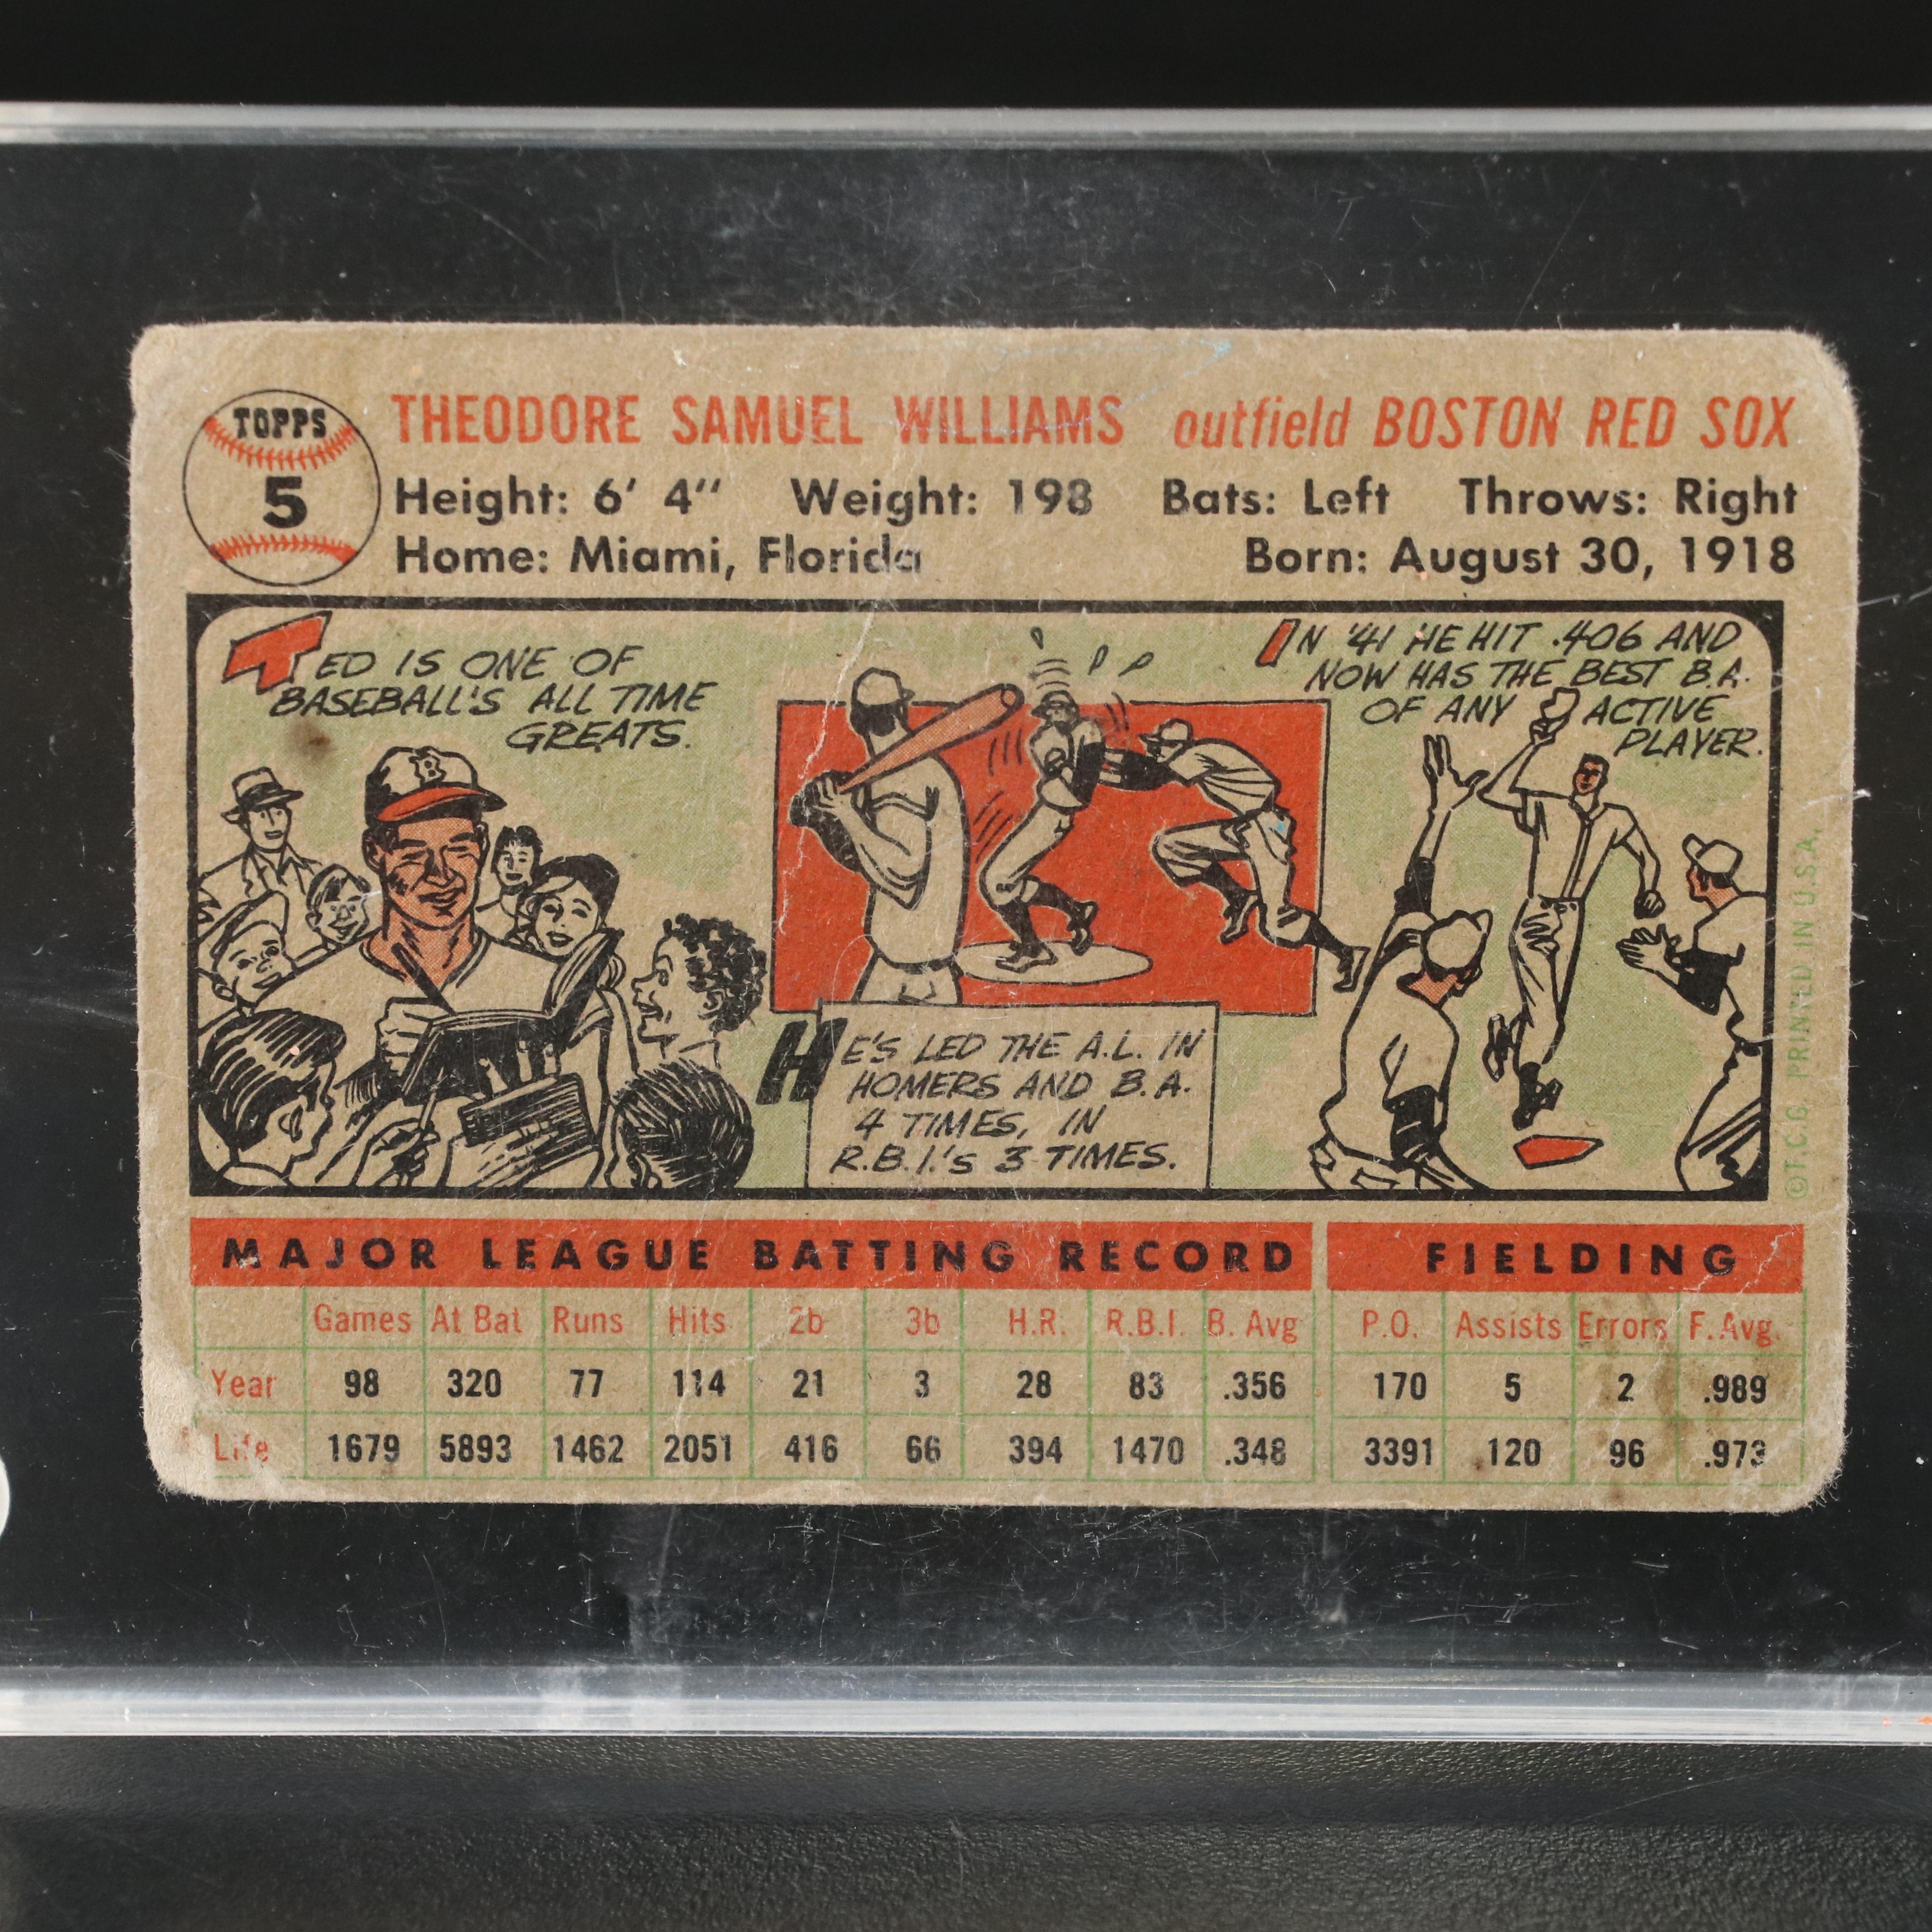 TOPPS
5
THEODORE SAMUEL WILLIAMS outfield BOSTON RED SOX
Height: 6' 4" Weight: 198 Bats: Left Throws: Right
Home: Miami, Florida Born: August 30, 1918
TED IS ONE OF
BASEBALL'S ALL TIME
GREATS.
B
HE'S LED THE A.L. IN
HOMERS AND B.A.
4 TIMES, IN
R.B.I.'S 3 TIMES.
IN '41 HE HIT .406 AND
NOW HAS THE BEST B.A.
OF ANY ACTIVE
PLAYER.
©T.C.G. PRINTED IN U.S.A.
MAJOR LEAGUE BATTING RECORD FIELDING
Games At Bat Runs Hits 2b 3b H.R. R.B.I. B. Avg P.O. Assists Errors F. Avg.
Year 98 320 77 114 21 3 28 83 .356 170 5 2 .989
Life 1679 5893 1462 2051 416 66 394 1470 .348 3391 120 96 .973